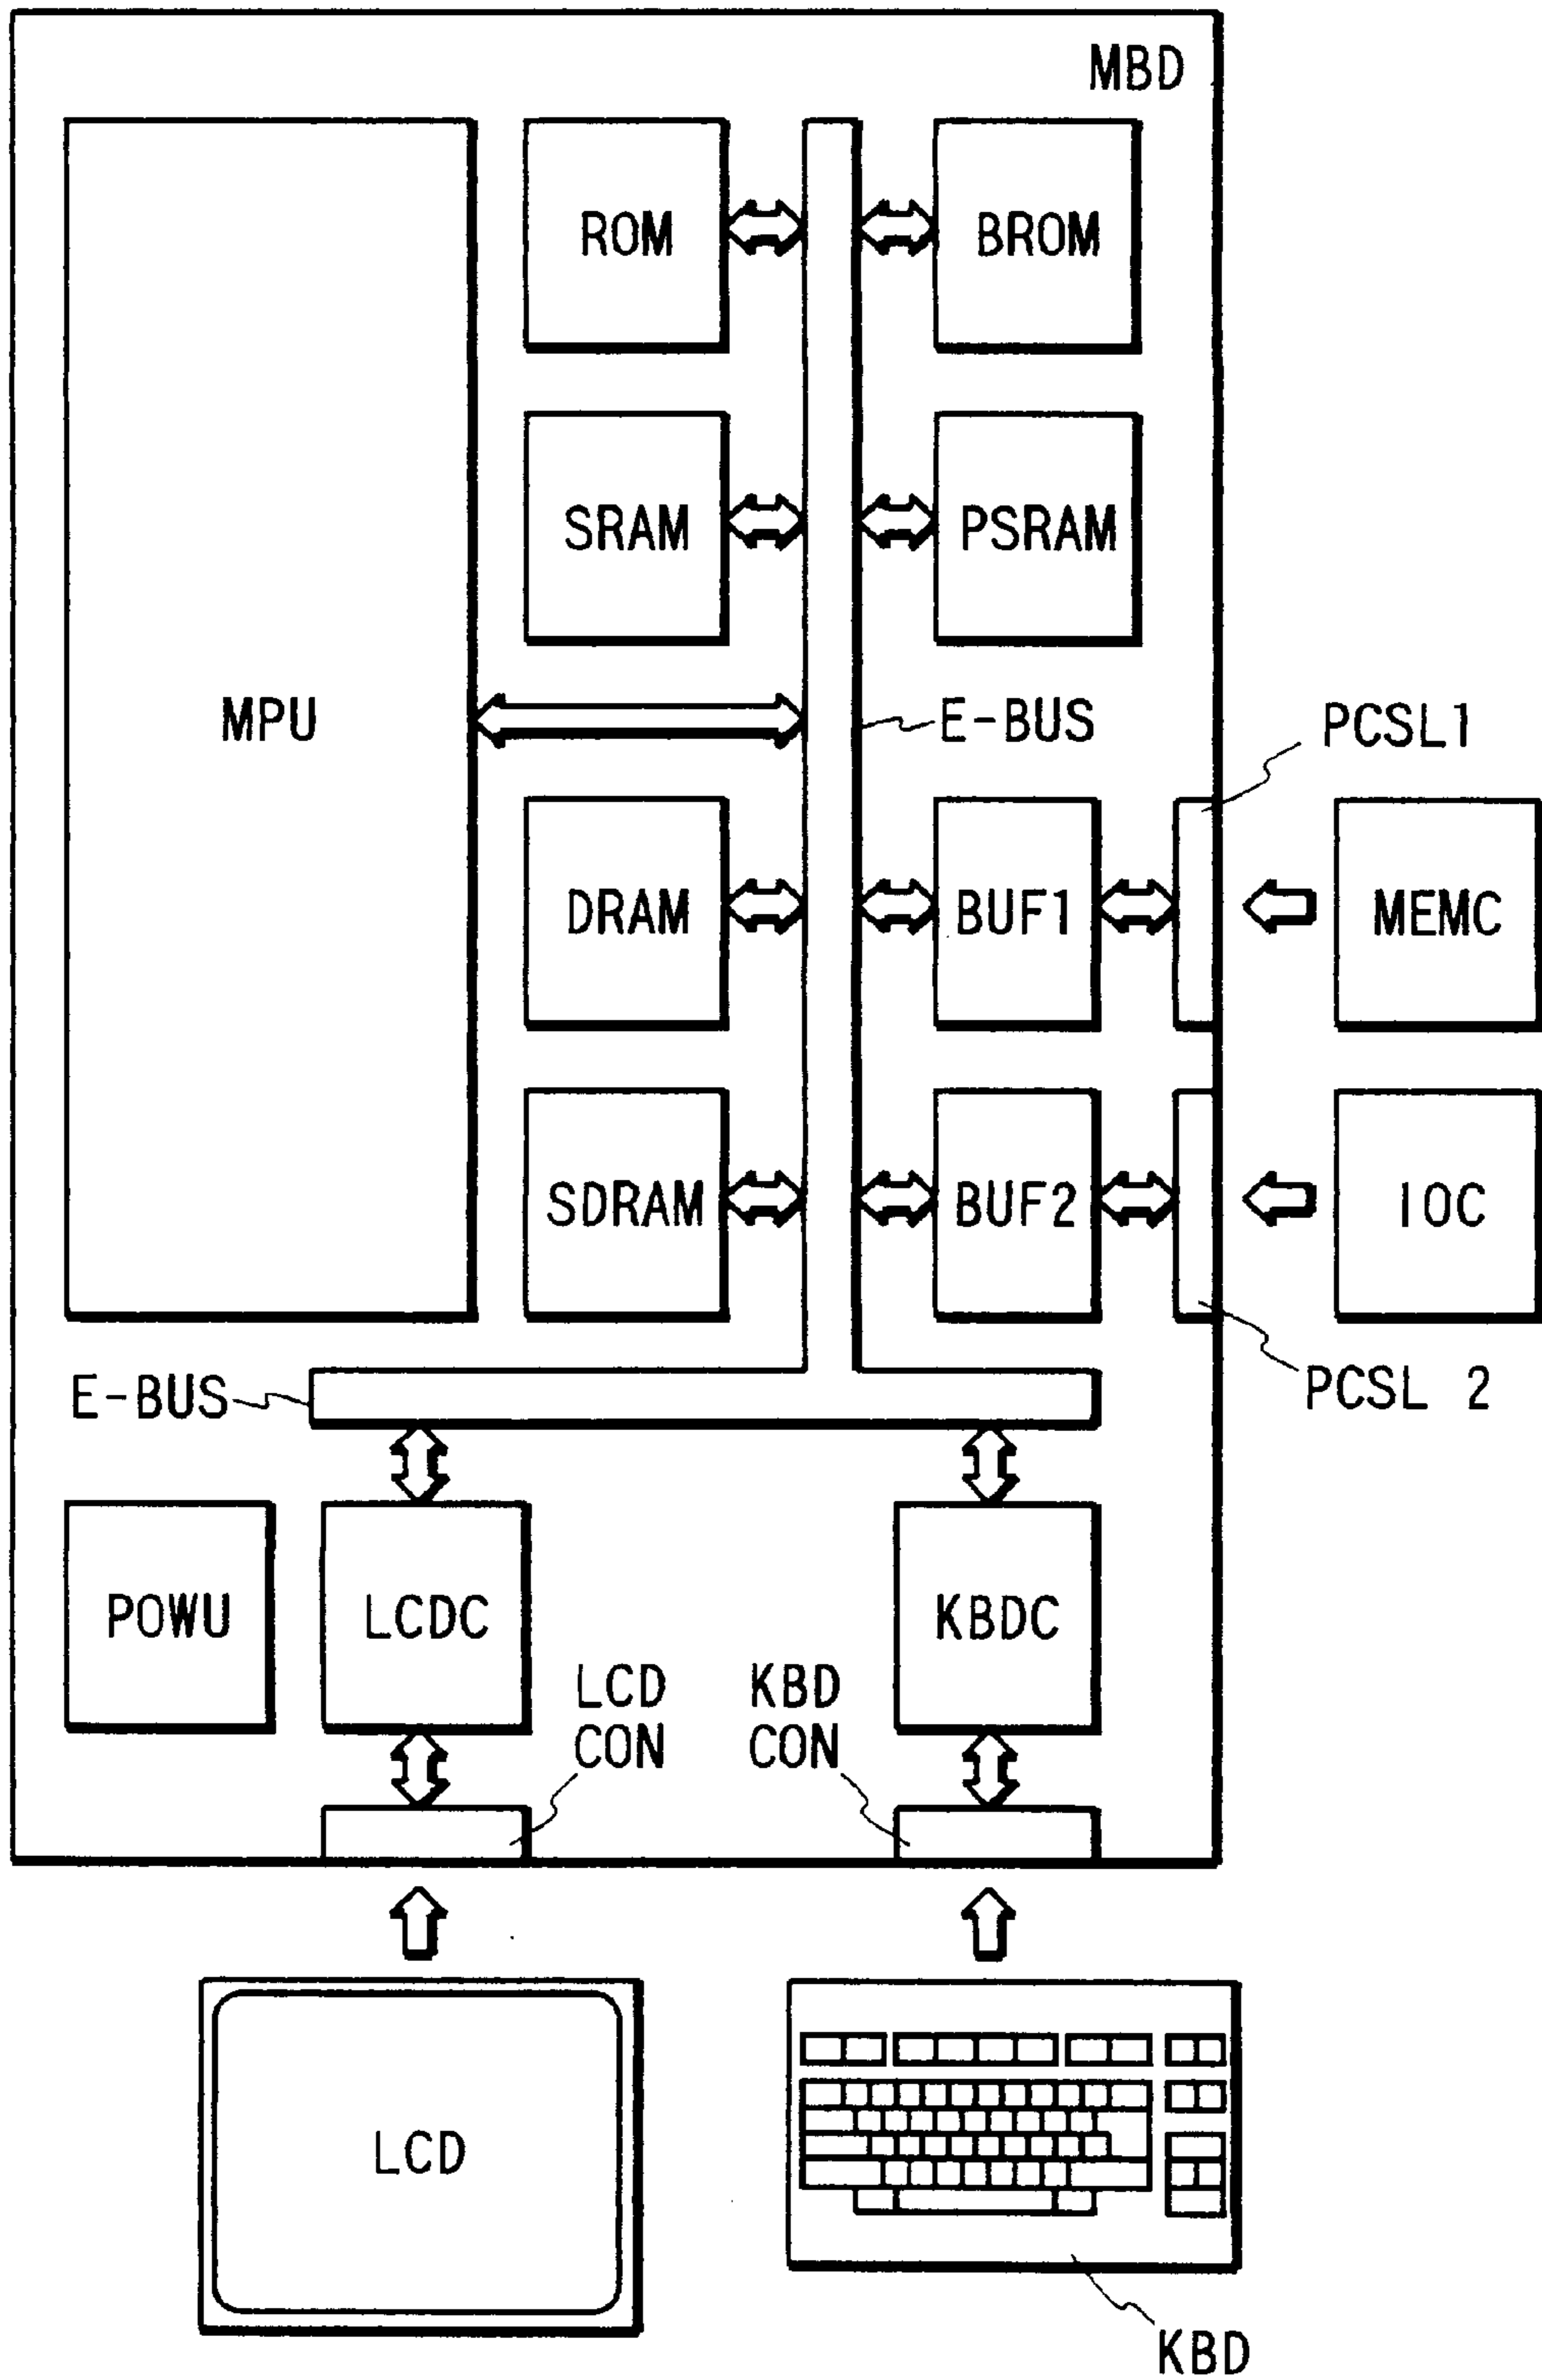 MBD
ROM
BROM
SRAM
PSRAM
MPU
E-BUS
PCSL1
DRAM
BUF1
MEMC
SDRAM
BUF2
IOC
E-BUS
PCSL 2
POWU
LCDC
KBDC
LCD
CON
KBD
CON
LCD
KBD